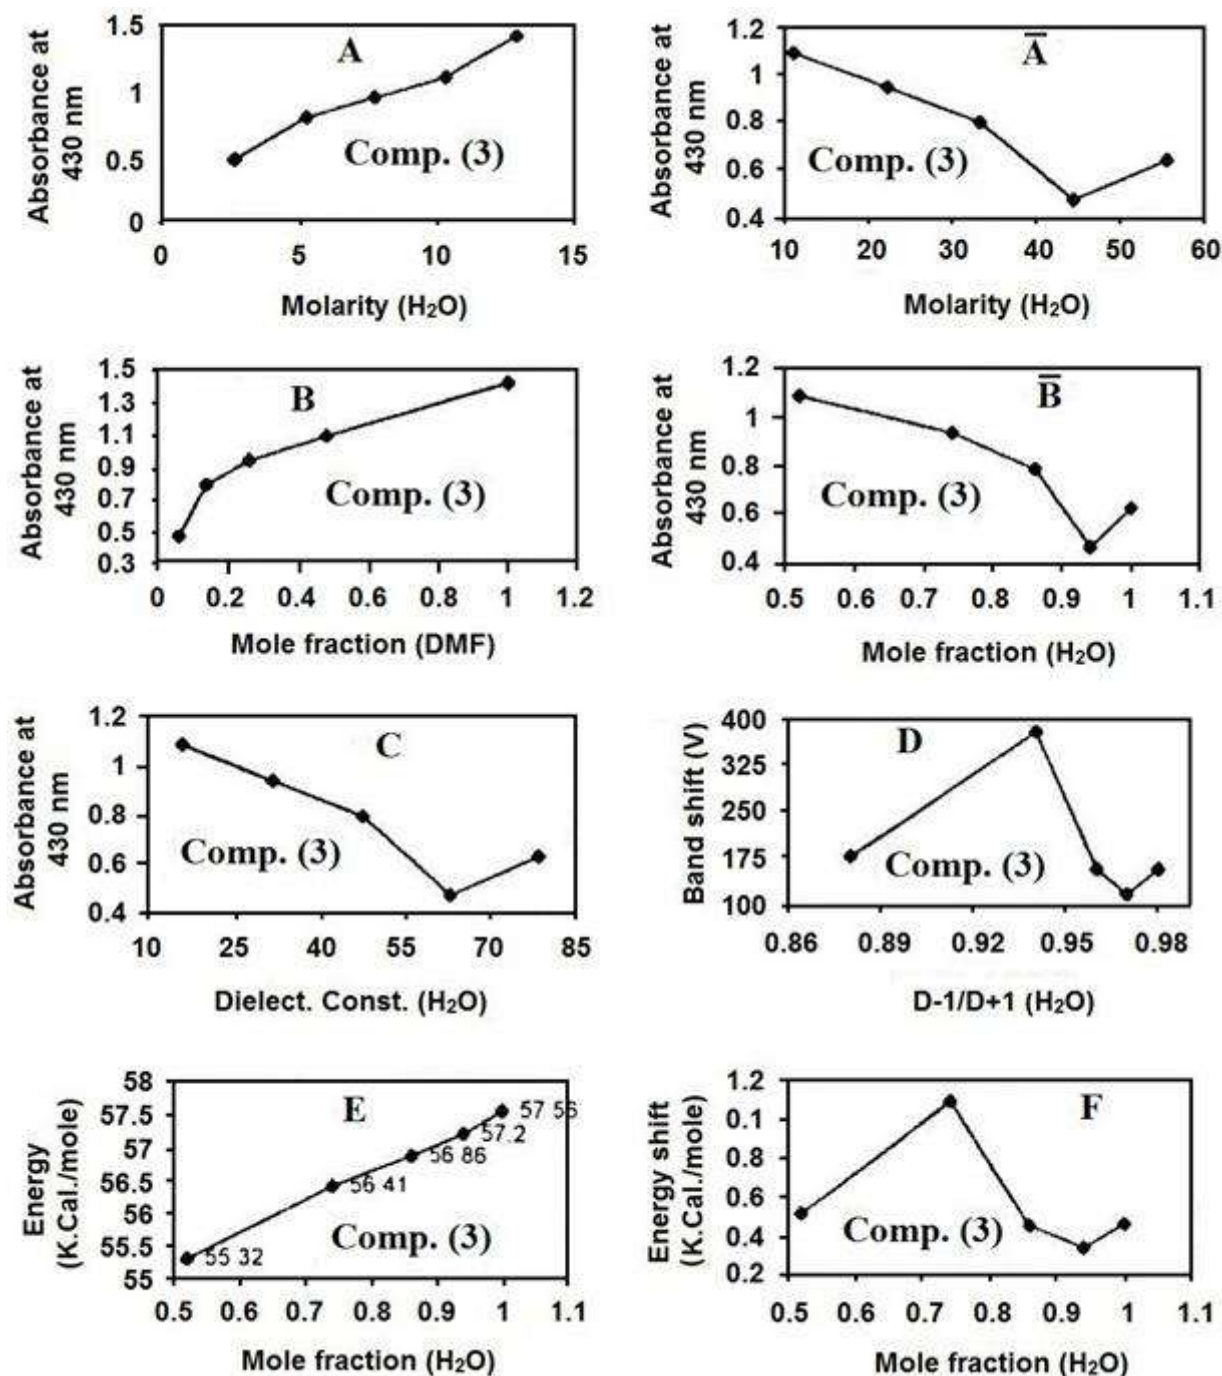 Absorbance at
430 nm
1.5
1
0.5
0
A
Comp. (3)
0 5 10 15
Molarity (H₂O)
Absorbance at
430 nm
1.2
1
0.8
0.6
0.4
A̅
Comp. (3)
10 20 30 40 50 60
Molarity (H₂O)
Absorbance at
430 nm
1.5
1.3
1.1
0.9
0.7
0.5
0.3
B
Comp. (3)
0 0.2 0.4 0.6 0.8 1 1.2
Mole fraction (DMF)
Absorbance at
430 nm
1.2
1
0.8
0.6
0.4
B̅
Comp. (3)
0.5 0.6 0.7 0.8 0.9 1 1.1
Mole fraction (H₂O)
Absorbance at
430 nm
1.2
1
0.8
0.6
0.4
C
Comp. (3)
10 25 40 55 70 85
Dielect. Const. (H₂O)
Band shift (V)
400
325
250
175
100
D
Comp. (3)
0.86 0.89 0.92 0.95 0.98
D-1/D+1 (H₂O)
Energy
(K.Cal./mole)
58
57.5
57
56.5
56
55.5
55
E
57 56
57.2
56 86
56 41
55 32
Comp. (3)
0.5 0.6 0.7 0.8 0.9 1 1.1
Mole fraction (H₂O)
Energy shift
(K.Cal./mole)
1.2
0.1
0.8
0.6
0.4
0.2
F
Comp. (3)
0.5 0.6 0.7 0.8 0.9 1 1.1
Mole fraction (H₂O)